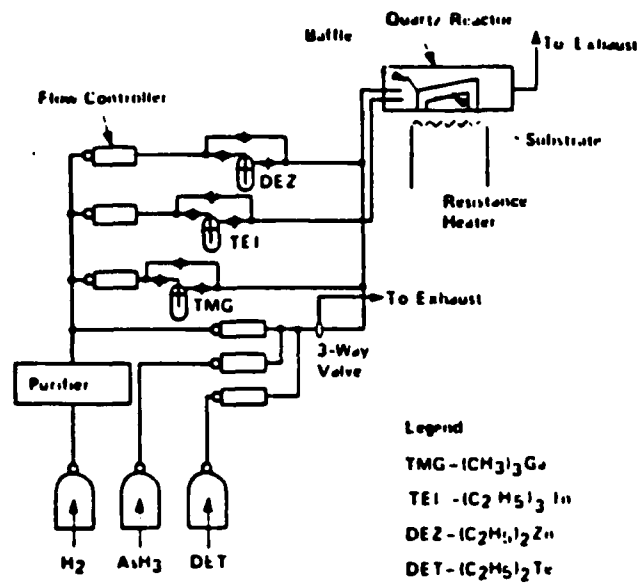 Quartz Reactor
Baffle
To Exhaust
Flow Controller
Substrate
DEZ
Resistance
Heater
TEI
TMG
To Exhaust
3-Way
Valve
Purifier
Legend
TMG-(CH3)3Ga
TEI -(C2H5)3In
DEZ-(C2H5)2Zn
DET-(C2H5)2Te
H2 AsH3 DET